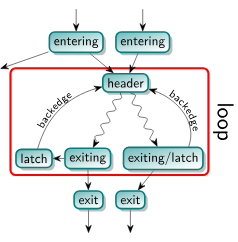 entering
entering
header
backedge
backedge
loop
latch
exiting
exiting/latch
exit
exit